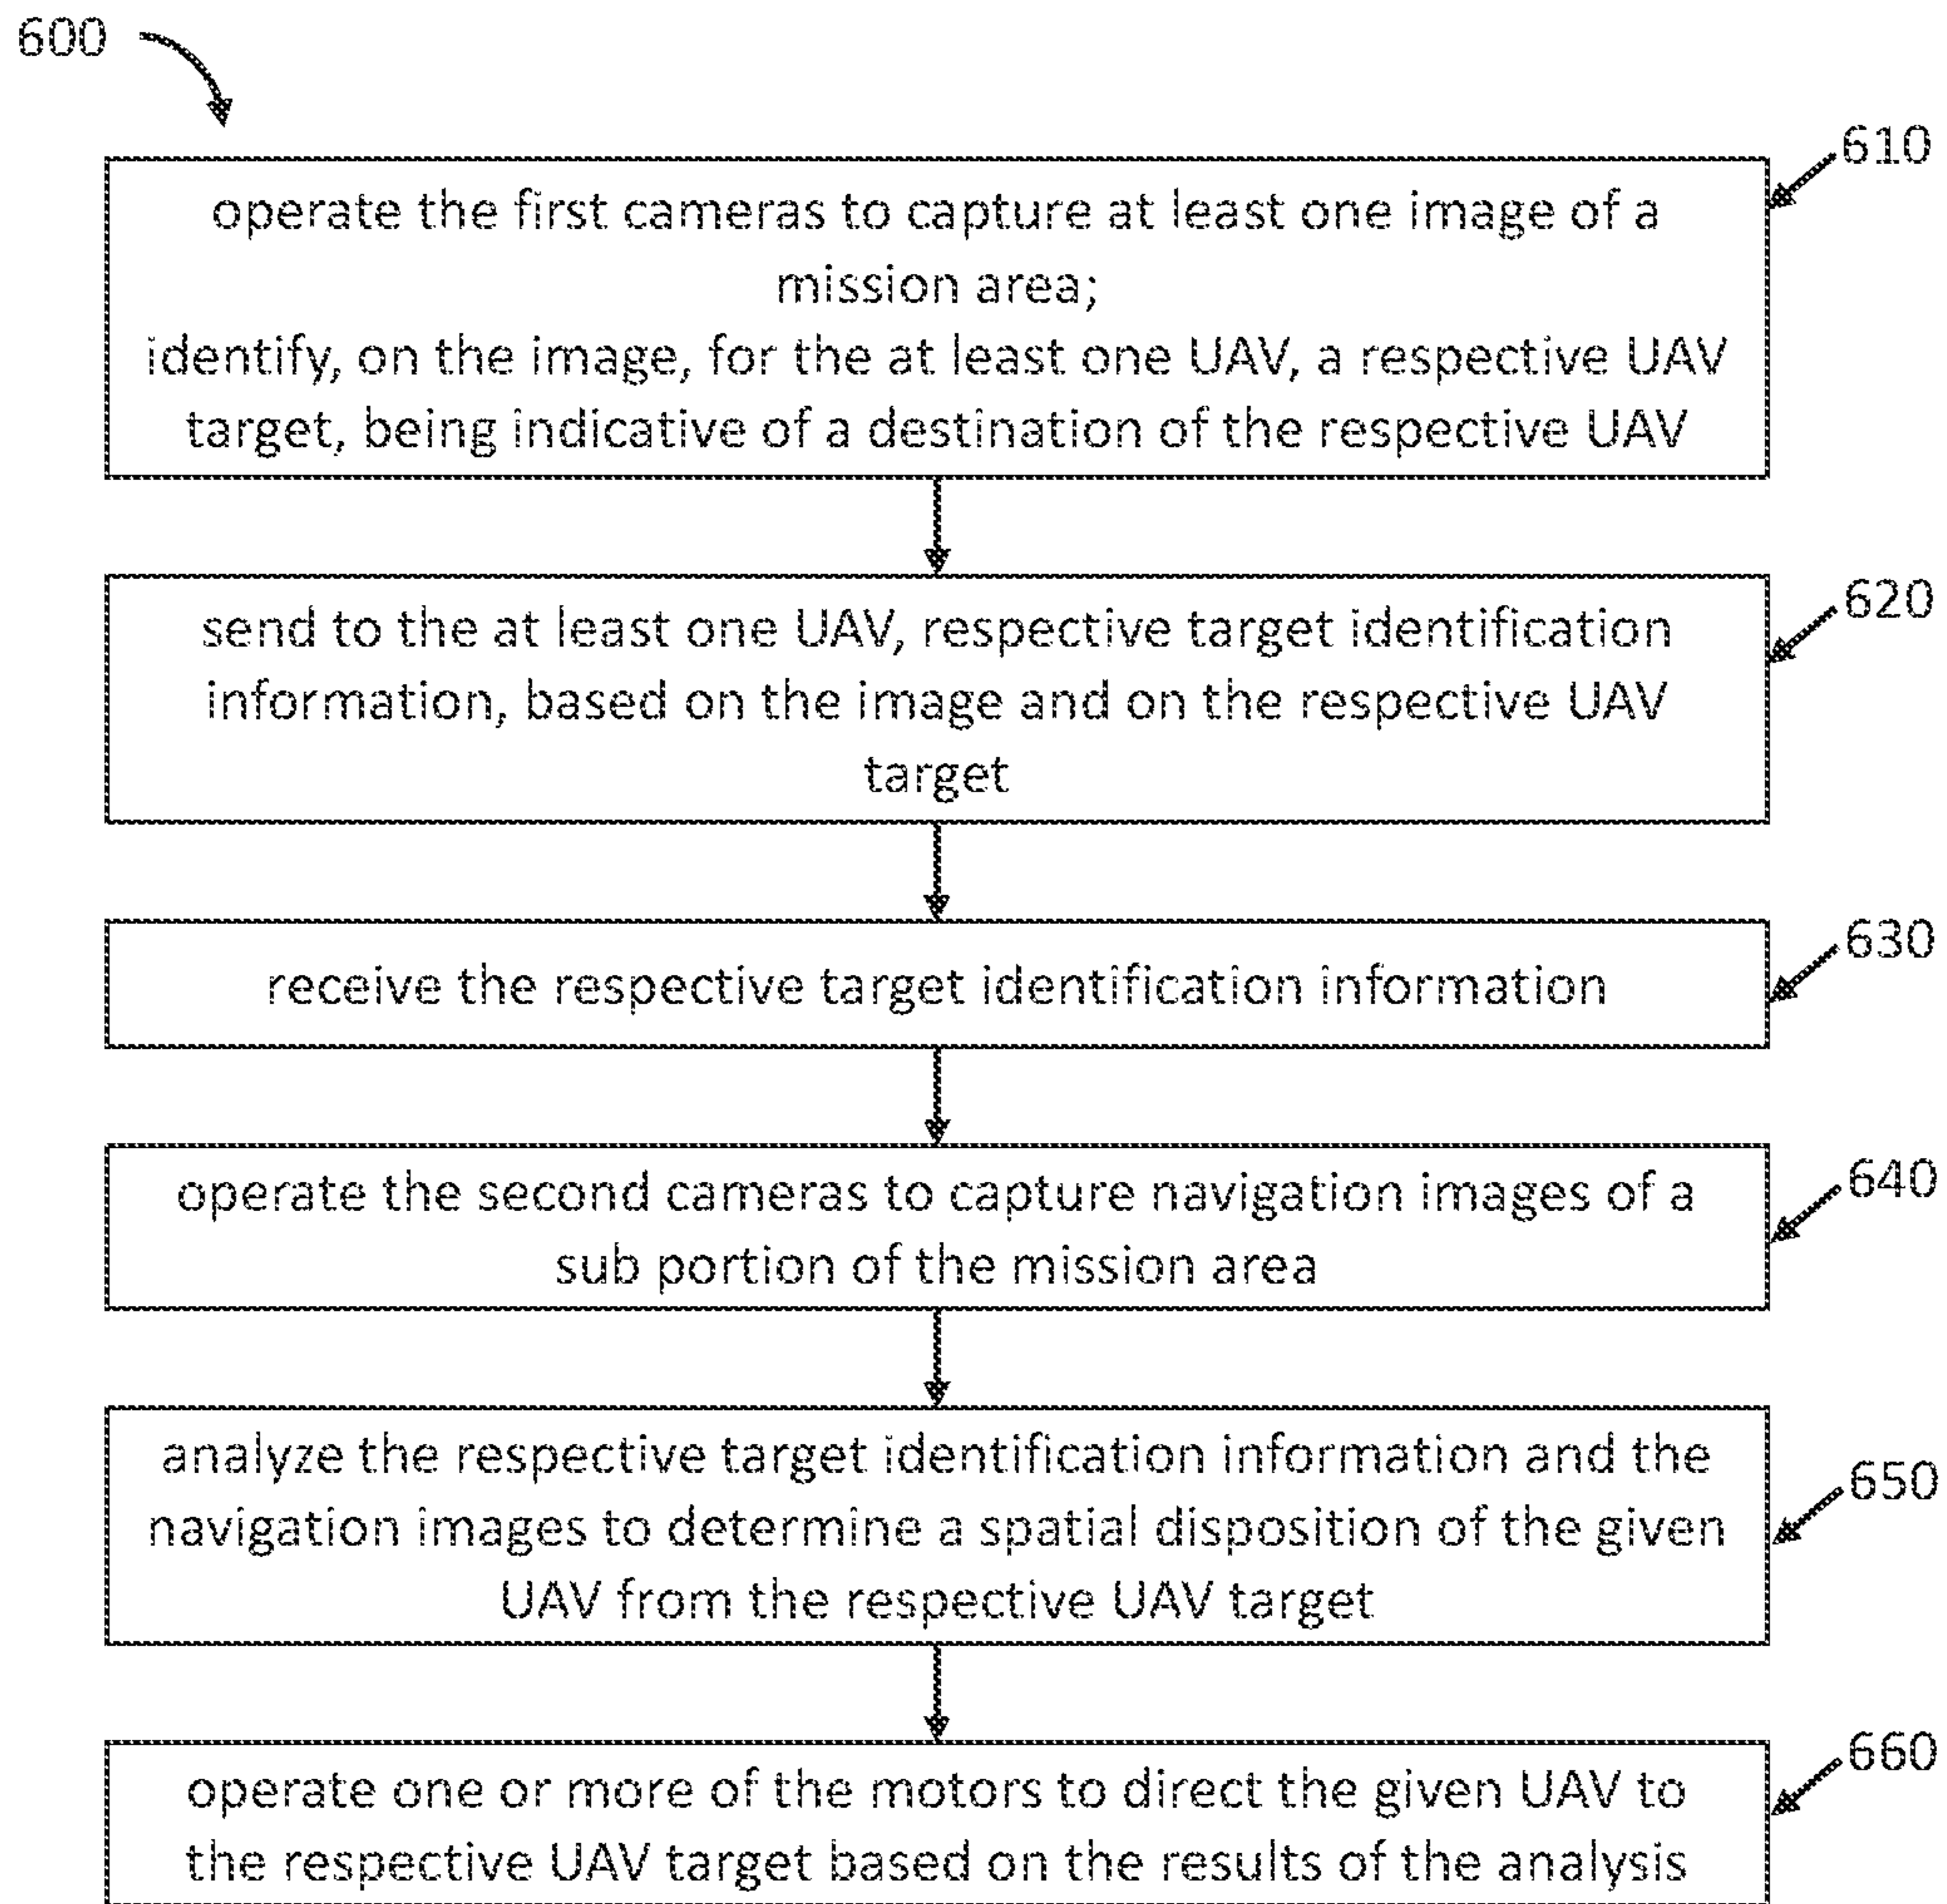 600
610
operate the first cameras to capture at least one image of a
mission area;
identify, on the image, for the at least one UAV, a respective UAV
target, being indicative of a destination of the respective UAV
620
send to the at least one UAV, respective target identification
information, based on the image and on the respective UAV
target
630
receive the respective target identification information
640
operate the second cameras to capture navigation images of a
sub portion of the mission area
650
analyze the respective target identification information and the
navigation images to determine a spatial disposition of the given
UAV from the respective UAV target
660
operate one or more of the motors to direct the given UAV to
the respective UAV target based on the results of the analysis